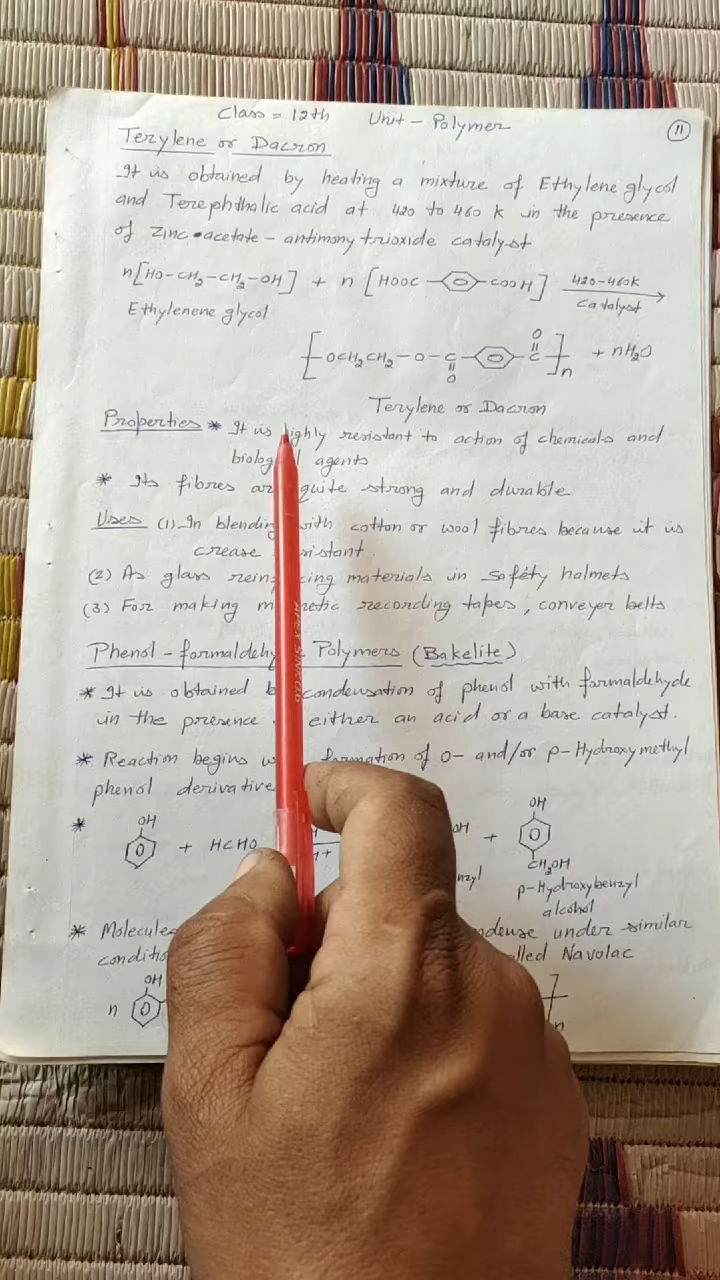 Class = 12th Unit - Polymer 11
Terylene or Dacron
It is obtained by heating a mixture of Ethylene glycol
and Terephthalic acid at 420 to 460 K in the presence
of zinc acetate - antimony trioxide catalyst
n[HO-CH2-CH2-OH] + n [HOOC- -COOH] 420-460K
Catalyst
Ethylenene glycol
[OCH2CH2-O-C- -C]n + nH2O
O O
Terylene or Dacron
Properties * It is highly resistant to action of chemicals and
agents
* Its fibres are quite strong and durable
Uses (1) In blending with cotton or wool fibres because it is
crease
(2) As glass materials in safety helmets
(3) For making recording tapes, conveyer belts
Phenol - Polymers (Bakelite)
* It is obtained condensation of phenol with formaldehyde
in the presence either an acid or a base catalyst.
* Reaction begins formation of O- and/or p-Hydroxymethyl
phenol derivative
* OH + HCHO H+ OH + OH
CH2OH
p-Hydroxybenzyl
alcohol
* Molecules under similar
Navolac
n OH ]n